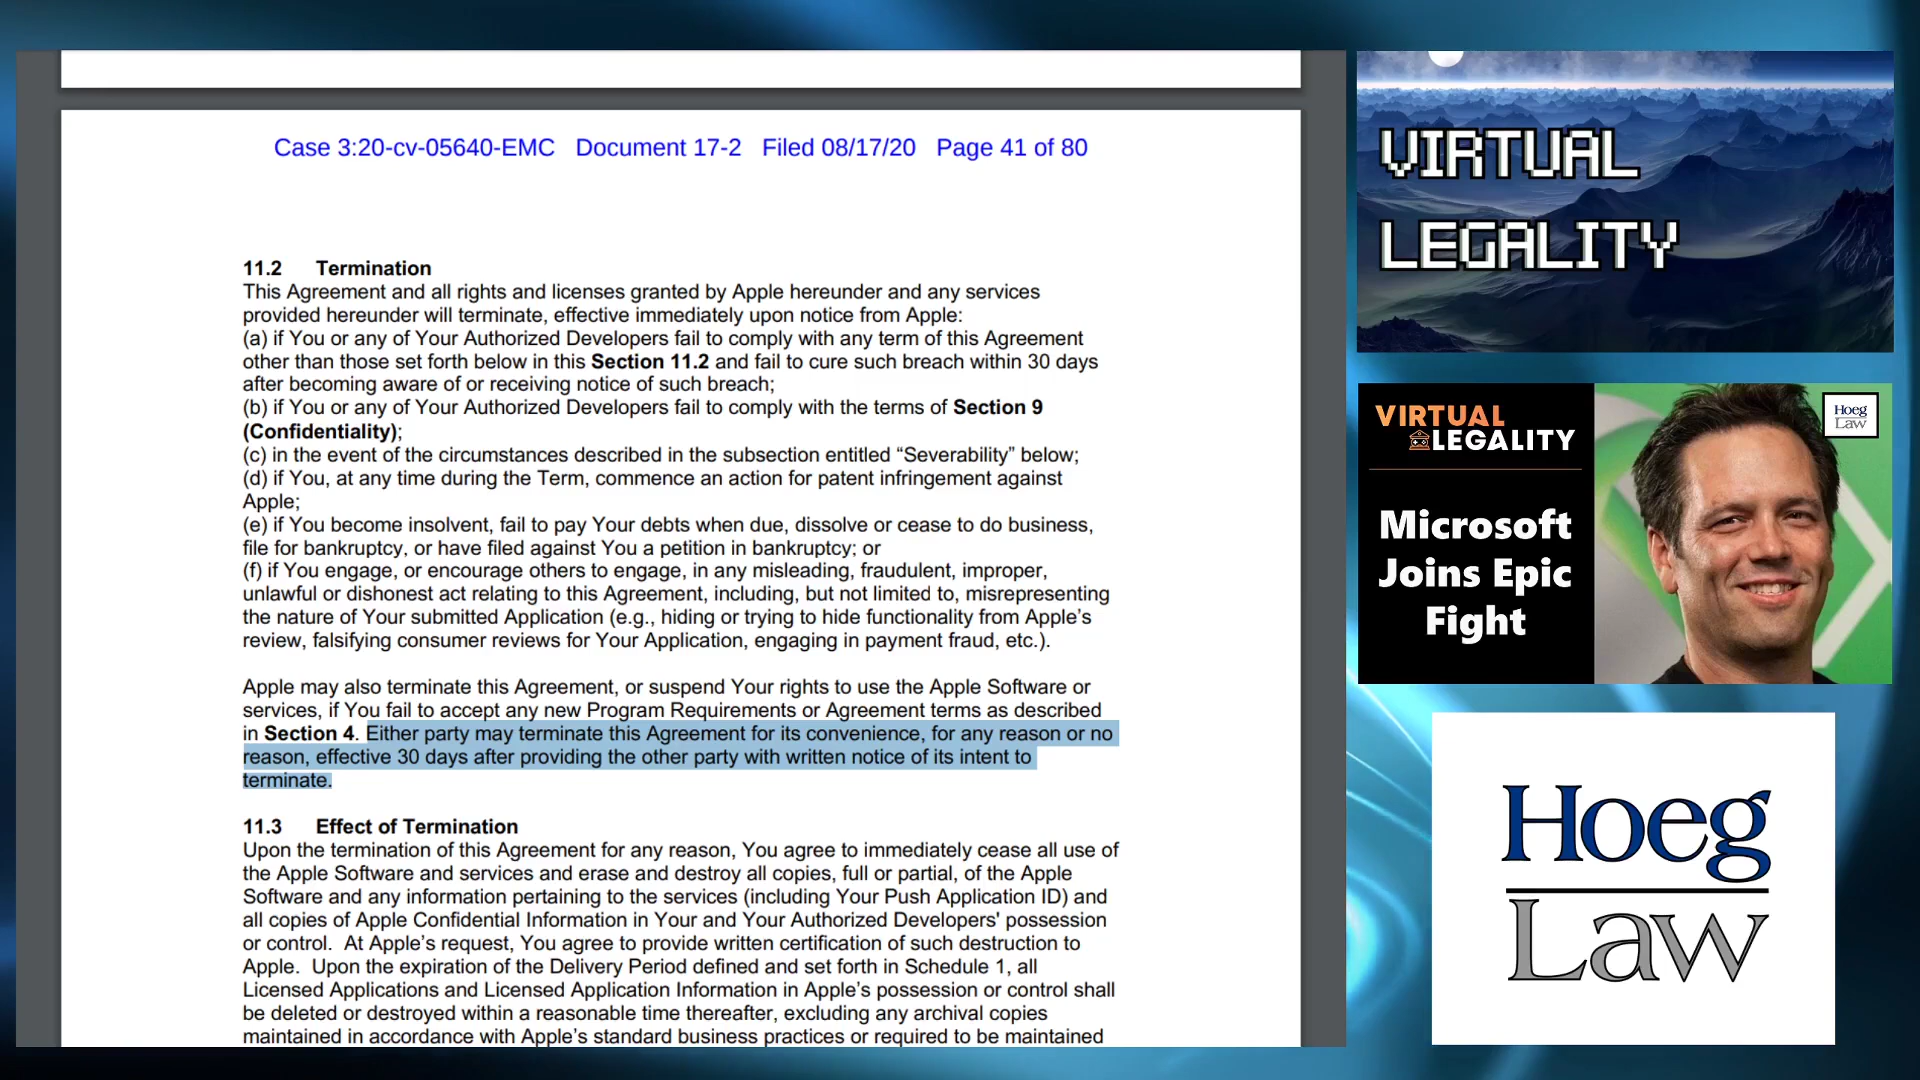 Case 3:20-cv-05640-EMC Document 17-2 Filed 08/17/20 Page 41 of 80
11.2 Termination
This Agreement and all rights and licenses granted by Apple hereunder and any services
provided hereunder will terminate, effective immediately upon notice from Apple:
(a) if You or any of Your Authorized Developers fail to comply with any term of this Agreement
other than those set forth below in this Section 11.2 and fail to cure such breach within 30 days
after becoming aware of or receiving notice of such breach;
(b) if You or any of Your Authorized Developers fail to comply with the terms of Section 9
(Confidentiality);
(c) in the event of the circumstances described in the subsection entitled “Severability” below;
(d) if You, at any time during the Term, commence an action for patent infringement against
Apple;
(e) if You become insolvent, fail to pay Your debts when due, dissolve or cease to do business,
file for bankruptcy, or have filed against You a petition in bankruptcy; or
(f) if You engage, or encourage others to engage, in any misleading, fraudulent, improper,
unlawful or dishonest act relating to this Agreement, including, but not limited to, misrepresenting
the nature of Your submitted Application (e.g., hiding or trying to hide functionality from Apple’s
review, falsifying consumer reviews for Your Application, engaging in payment fraud, etc.).
Apple may also terminate this Agreement, or suspend Your rights to use the Apple Software or
services, if You fail to accept any new Program Requirements or Agreement terms as described
in Section 4. Either party may terminate this Agreement for its convenience, for any reason or no
reason, effective 30 days after providing the other party with written notice of its intent to
terminate.
11.3 Effect of Termination
Upon the termination of this Agreement for any reason, You agree to immediately cease all use of
the Apple Software and services and erase and destroy all copies, full or partial, of the Apple
Software and any information pertaining to the services (including Your Push Application ID) and
all copies of Apple Confidential Information in Your and Your Authorized Developers' possession
or control. At Apple’s request, You agree to provide written certification of such destruction to
Apple. Upon the expiration of the Delivery Period defined and set forth in Schedule 1, all
Licensed Applications and Licensed Application Information in Apple’s possession or control shall
be deleted or destroyed within a reasonable time thereafter, excluding any archival copies
maintained in accordance with Apple’s standard business practices or required to be maintained
VIRTUAL
LEGALITY
VIRTUAL
LEGALITY
Microsoft
Joins Epic
Fight
Hoeg
Law
Hoeg
Law